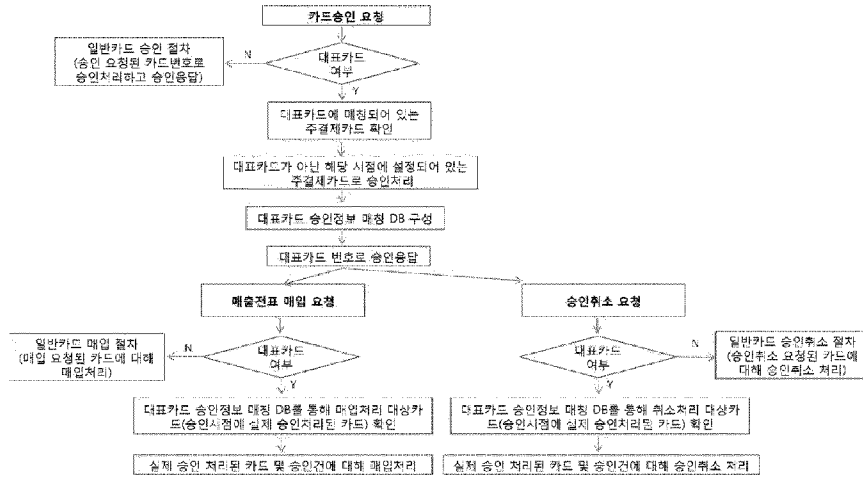 카드승인 요청
일반카드 승인 절차
(승인 요청된 카드번호로
승인처리하고 승인응답)
N
대표카드
여부
Y
대표카드에 매칭되어 있는
주결제카드 확인
대표카드가 아닌 해당 시점에 설정되어 있는
주결제카드로 승인처리
대표카드 승인정보 매칭 DB 구성
대표카드 번호로 승인응답
매출전표 매입 요청
승인취소 요청
일반카드 매입 절차
(매입 요청된 카드에 대해
매입처리)
N
대표카드
여부
Y
대표카드
여부
N
일반카드 승인취소 절차
(승인취소 요청된 카드에
대해 승인취소 처리)
Y
대표카드 승인정보 매칭 DB를 통해 매입처리 대상카
드(승인시점에 실제 승인처리된 카드) 확인
대표카드 승인정보 매칭 DB를 통해 취소처리 대상카
드(승인시점에 실제 승인처리된 카드) 확인
실제 승인 처리된 카드 및 승인건에 대해 매입처리
실제 승인 처리된 카드 및 승인건에 대해 승인취소 처리